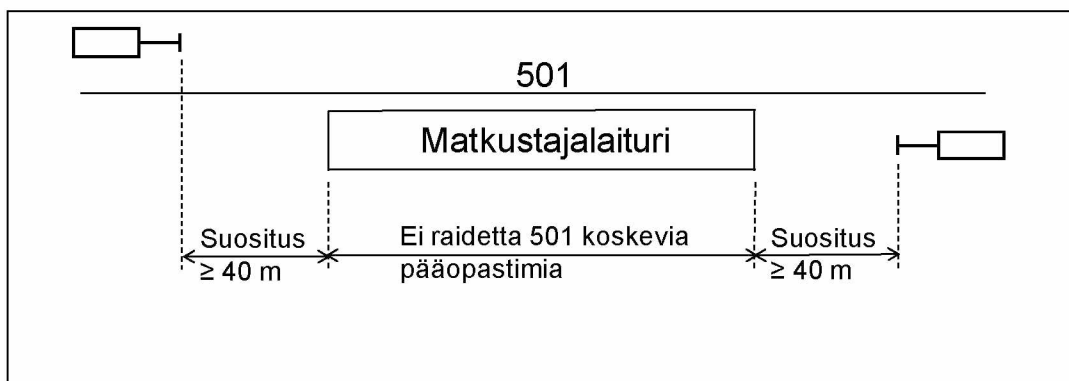 501
Matkustajalaituri
Suositus
≥ 40 m
Ei raidetta 501 koskevia
pääopastimia
Suositus
≥ 40 m